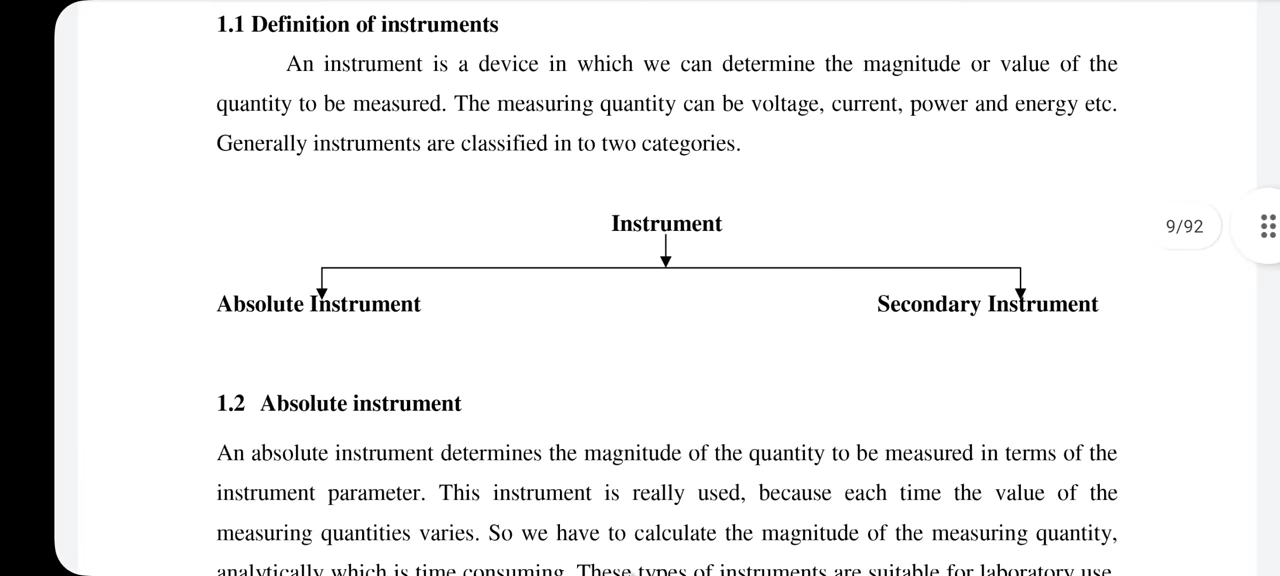 1.1 Definition of instruments
An instrument is a device in which we can determine the magnitude or value of the
quantity to be measured. The measuring quantity can be voltage, current, power and energy etc.
Generally instruments are classified in to two categories.
Instrument
9/92
Absolute Instrument Secondary Instrument
1.2 Absolute instrument
An absolute instrument determines the magnitude of the quantity to be measured in terms of the
instrument parameter. This instrument is really used, because each time the value of the
measuring quantities varies. So we have to calculate the magnitude of the measuring quantity,
analytically which is time consuming. These types of instruments are suitable for laboratory use.